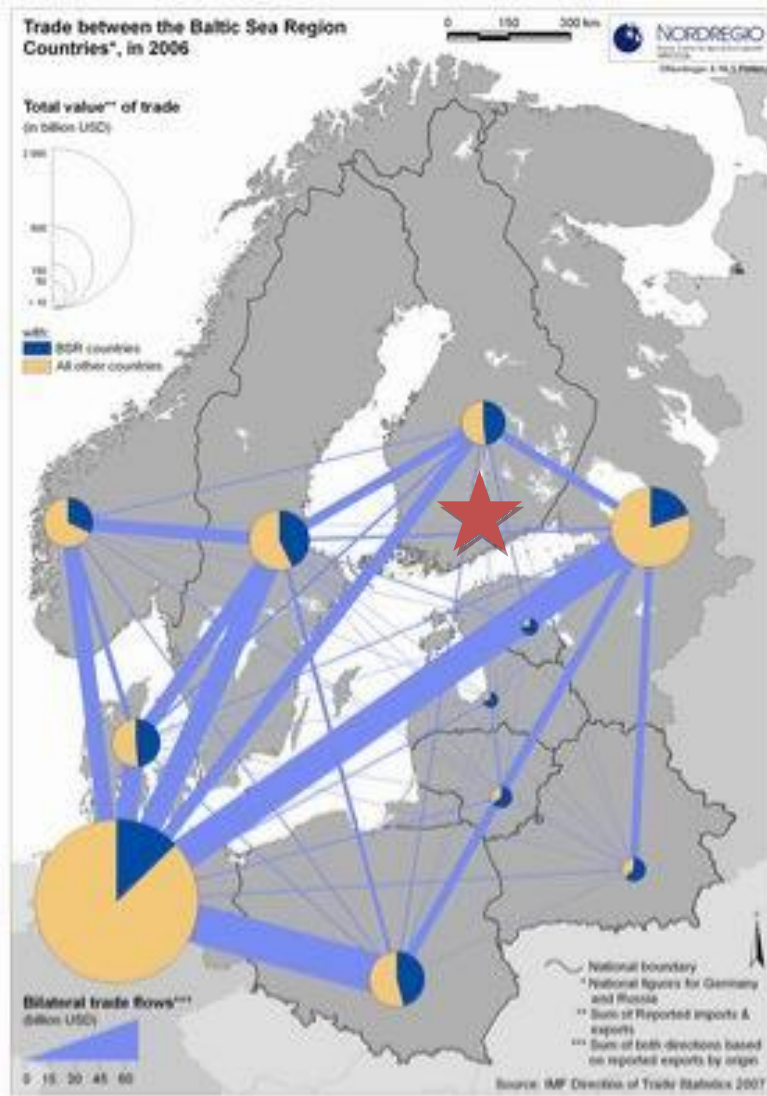 Trade between the Baltic Sea Region
Countries*, in 2006
0 150 300 km
NORDREGIO
Total value** of trade
(in billion USD)
with:
BSR countries
All other countries
National boundary
* National figures for Germany
and Russia
** Sum of Reported imports &
exports
*** Sum of both directions based
on reported exports by origin
Bilateral trade flows***
(billion USD)
0 15 30 45 60
Source: IMF Direction of Trade Statistics 2007